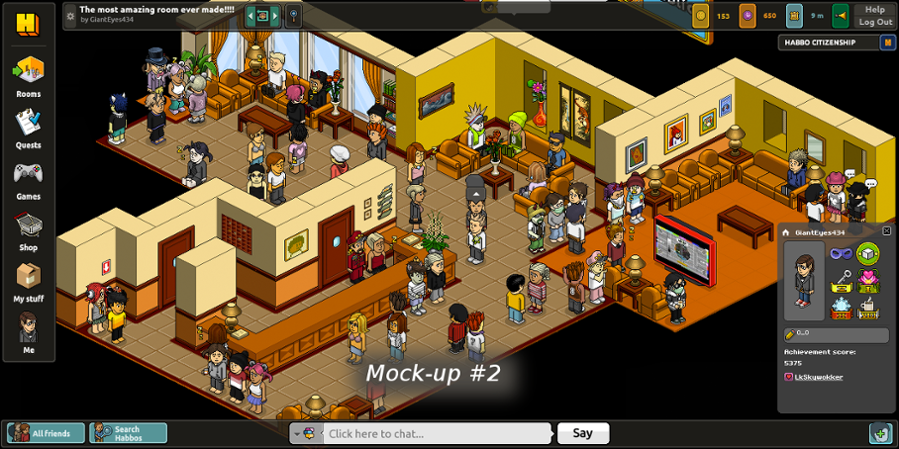 The most amazing room ever made!!!!
by GiantEyes434
153
650
9 m
Help
Log Out
HABBO CITIZENSHIP
Rooms
Quests
Games
Shop
My stuff
Me
GiantEyes434
0_0
Achievement score:
5375
LkSkywokker
Mock-up #2
All friends
Search
Habbos
Click here to chat...
Say